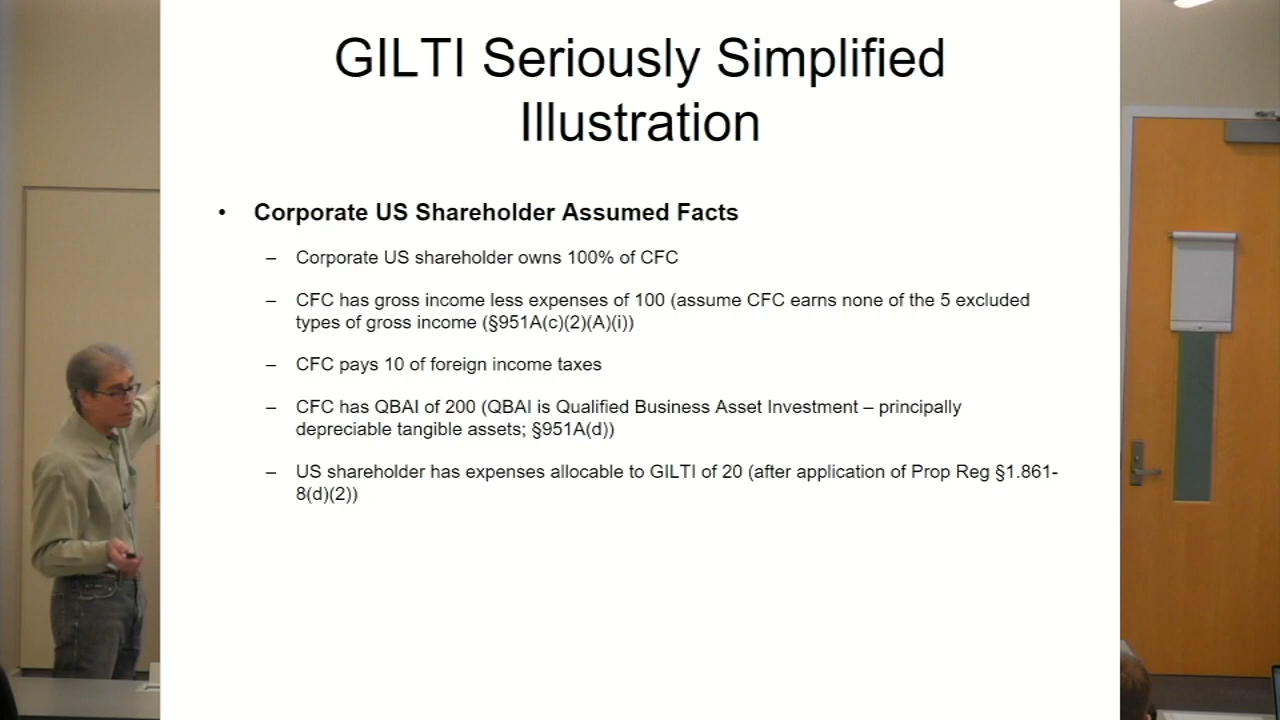 GILTI Seriously Simplified
Illustration
• Corporate US Shareholder Assumed Facts
– Corporate US shareholder owns 100% of CFC
– CFC has gross income less expenses of 100 (assume CFC earns none of the 5 excluded
types of gross income (§951A(c)(2)(A)(i))
– CFC pays 10 of foreign income taxes
– CFC has QBAI of 200 (QBAI is Qualified Business Asset Investment – principally
depreciable tangible assets; §951A(d))
– US shareholder has expenses allocable to GILTI of 20 (after application of Prop Reg §1.861-
8(d)(2))